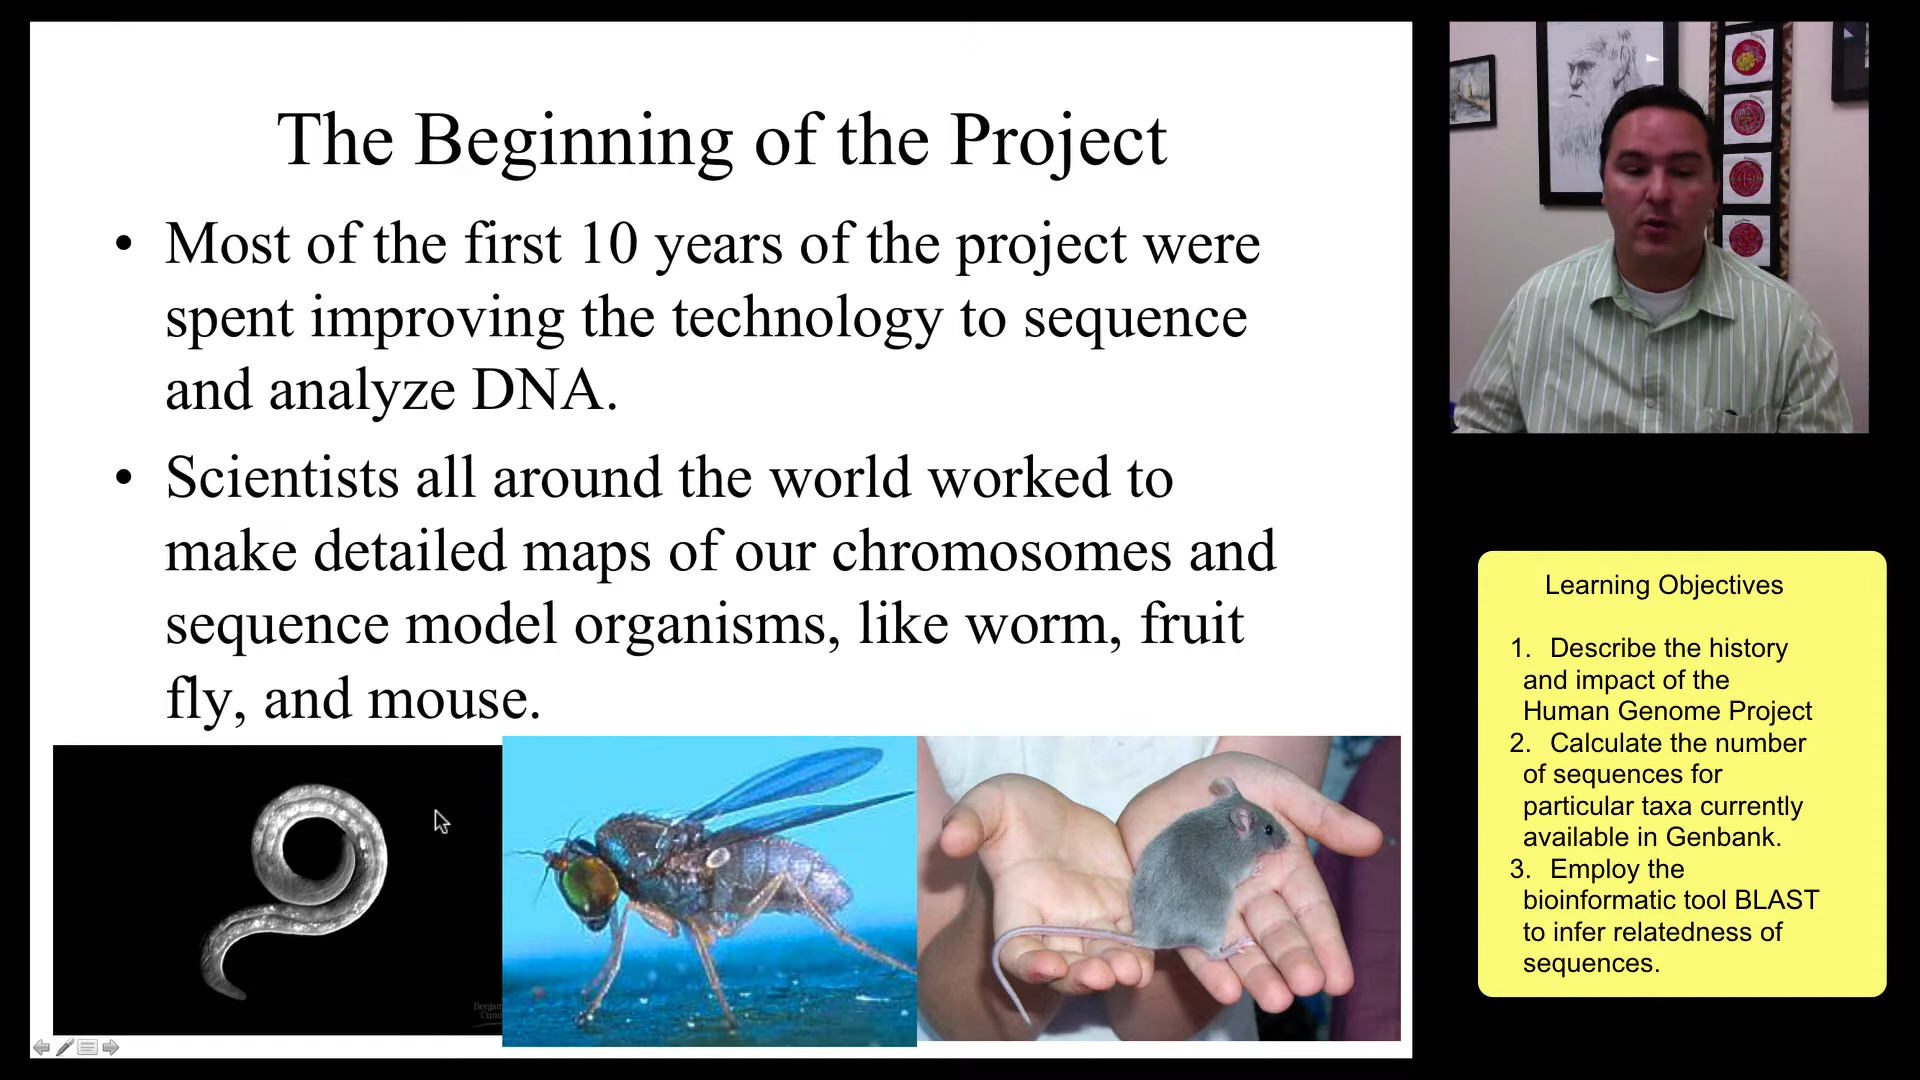 The Beginning of the Project
• Most of the first 10 years of the project were
spent improving the technology to sequence
and analyze DNA.
• Scientists all around the world worked to
make detailed maps of our chromosomes and
sequence model organisms, like worm, fruit
fly, and mouse.
Learning Objectives
1. Describe the history
and impact of the
Human Genome Project
2. Calculate the number
of sequences for
particular taxa currently
available in Genbank.
3. Employ the
bioinformatic tool BLAST
to infer relatedness of
sequences.